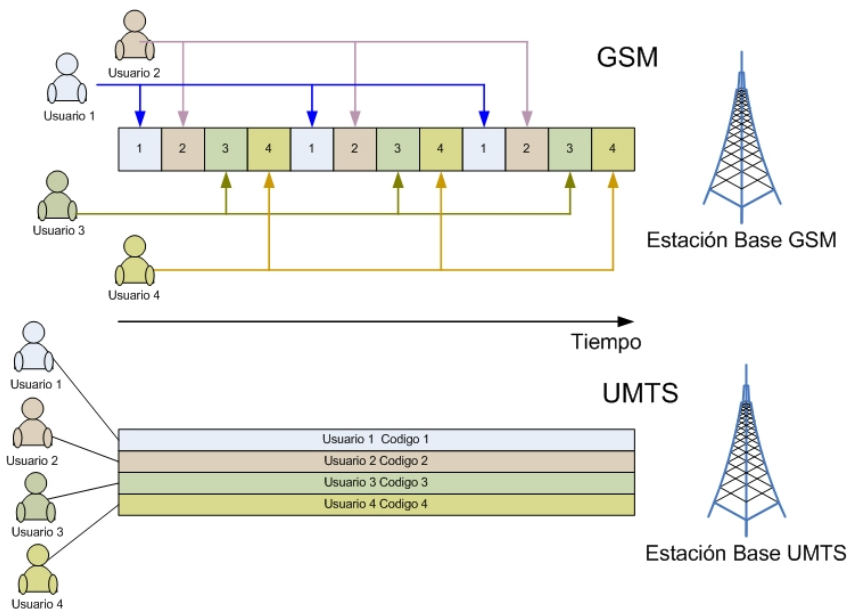 Usuario 2
GSM
Usuario 1
1 2 3 4 1 2 3 4 1 2 3 4
Usuario 3
Estación Base GSM
Usuario 4
Tiempo
Usuario 1
UMTS
Usuario 1 Codigo 1
Usuario 2
Usuario 2 Codigo 2
Usuario 3 Codigo 3
Usuario 4 Codigo 4
Usuario 3
Estación Base UMTS
Usuario 4